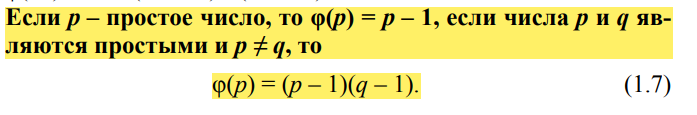 Если p – простое число, то φ(p) = p – 1, если числа p и q яв-
ляются простыми и p ≠ q, то
φ(p) = (p – 1)(q – 1). (1.7)